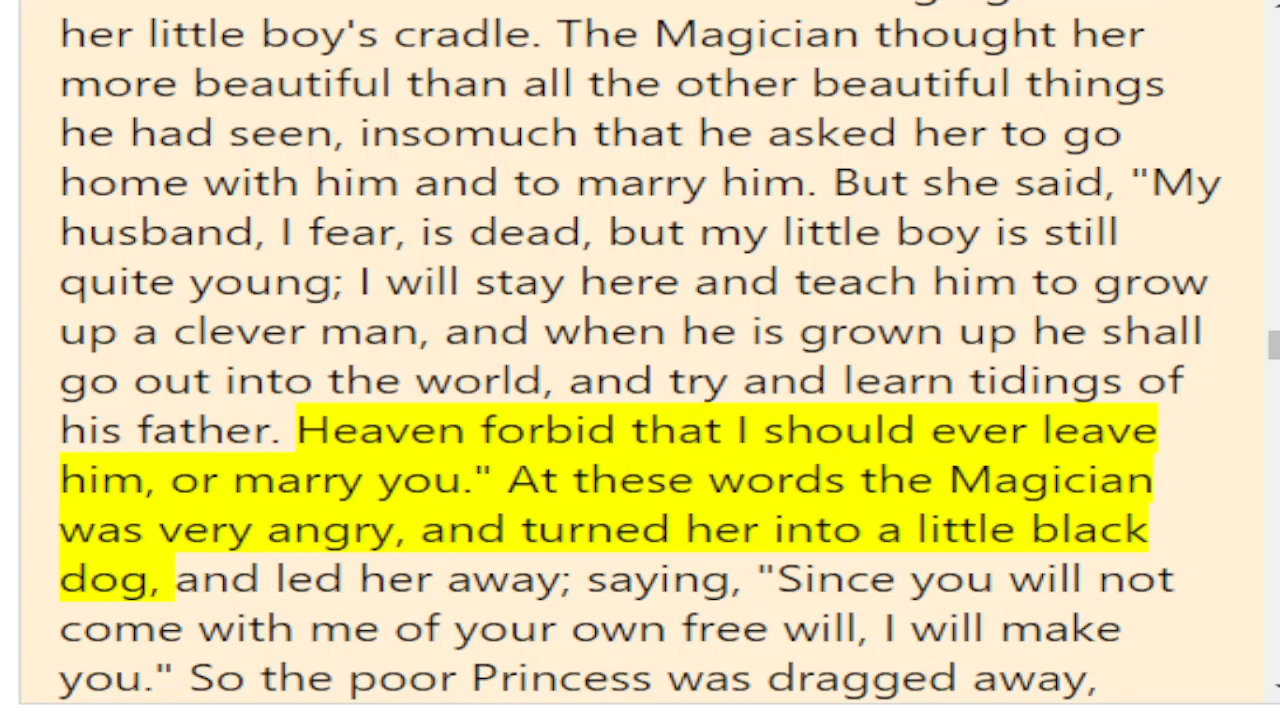 her little boy's cradle. The Magician thought her
more beautiful than all the other beautiful things
he had seen, insomuch that he asked her to go
home with him and to marry him. But she said, "My
husband, I fear, is dead, but my little boy is still
quite young; I will stay here and teach him to grow
up a clever man, and when he is grown up he shall
go out into the world, and try and learn tidings of
his father. Heaven forbid that I should ever leave
him, or marry you." At these words the Magician
was very angry, and turned her into a little black
dog, and led her away; saying, "Since you will not
come with me of your own free will, I will make
you." So the poor Princess was dragged away,